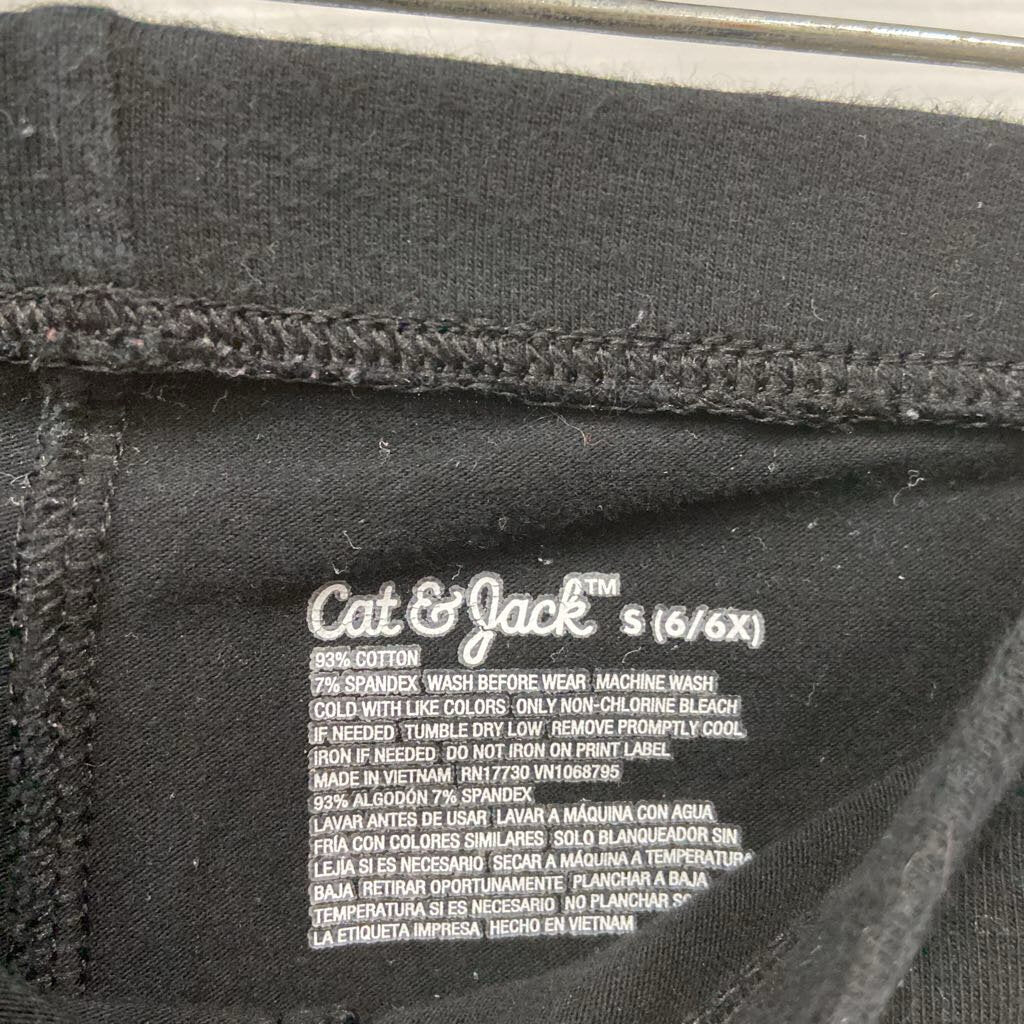 Cat & Jack™ S (6/6X)
93% COTTON
7% SPANDEX WASH BEFORE WEAR MACHINE WASH
COLD WITH LIKE COLORS ONLY NON-CHLORINE BLEACH
IF NEEDED TUMBLE DRY LOW REMOVE PROMPTLY COOL
IRON IF NEEDED DO NOT IRON ON PRINT LABEL
MADE IN VIETNAM RN17730 VN1068795
93% ALGODÓN 7% SPANDEX
LAVAR ANTES DE USAR LAVAR A MÁQUINA CON AGUA
FRÍA CON COLORES SIMILARES SOLO BLANQUEADOR SIN
LEJÍA SI ES NECESARIO SECAR A MÁQUINA A TEMPERATURA
BAJA RETIRAR OPORTUNAMENTE PLANCHAR A BAJA
TEMPERATURA SI ES NECESARIO NO PLANCHAR
LA ETIQUETA IMPRESA HECHO EN VIETNAM